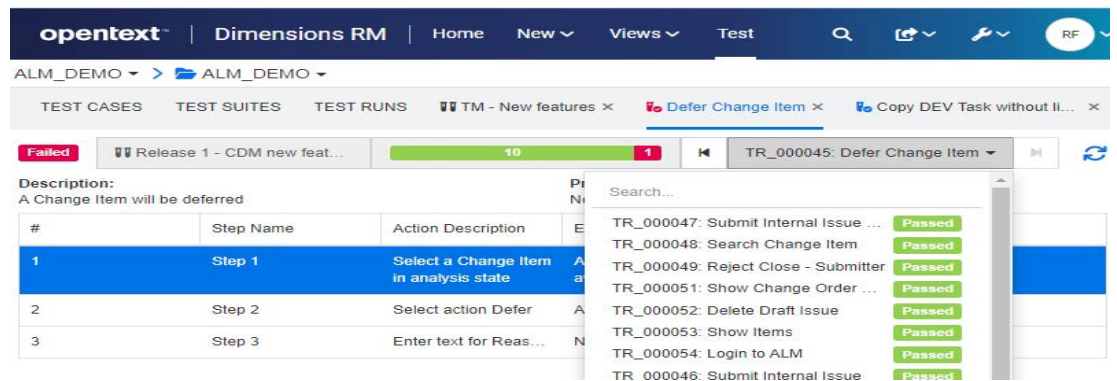 opentext™ | Dimensions RM | Home New Views Test RF
ALM_DEMO > ALM_DEMO
TEST CASES TEST SUITES TEST RUNS TM - New features × Defer Change Item × Copy DEV Task without li... ×
Failed Release 1 - CDM new feat... 10 1 TR_000045: Defer Change Item
Description:
A Change Item will be deferred
# Step Name Action Description
1 Step 1 Select a Change Item in analysis state
2 Step 2 Select action Defer
3 Step 3 Enter text for Reas...
Search...
TR_000047: Submit Internal Issue ... Passed
TR_000048: Search Change Item Passed
TR_000049: Reject Close - Submitter Passed
TR_000051: Show Change Order ... Passed
TR_000052: Delete Draft Issue Passed
TR_000053: Show Items Passed
TR_000054: Login to ALM Passed
TR_000046: Submit Internal Issue Passed